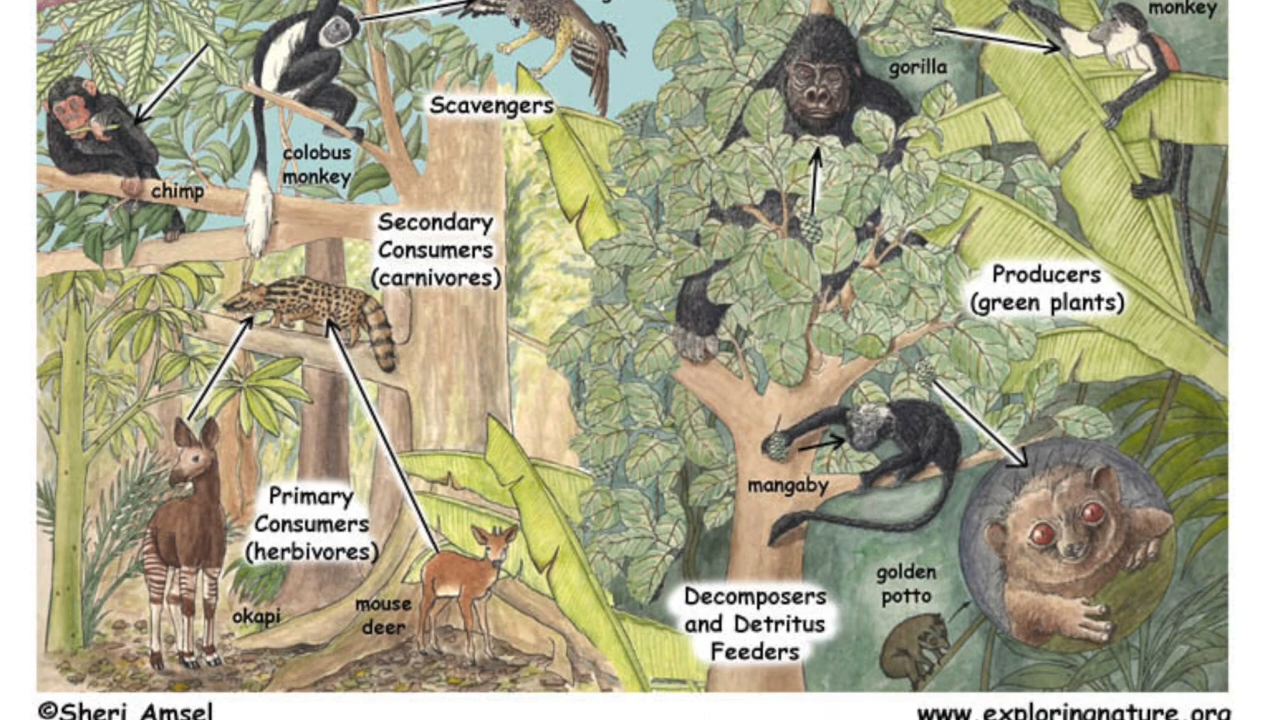 monkey
gorilla
Scavengers
colobus
monkey
chimp
Secondary
Consumers
(carnivores)
Producers
(green plants)
Primary
Consumers
(herbivores)
mangaby
okapi
mouse
deer
golden
potto
Decomposers
and Detritus
Feeders
©Sheri Amsel
www.exploringnature.org